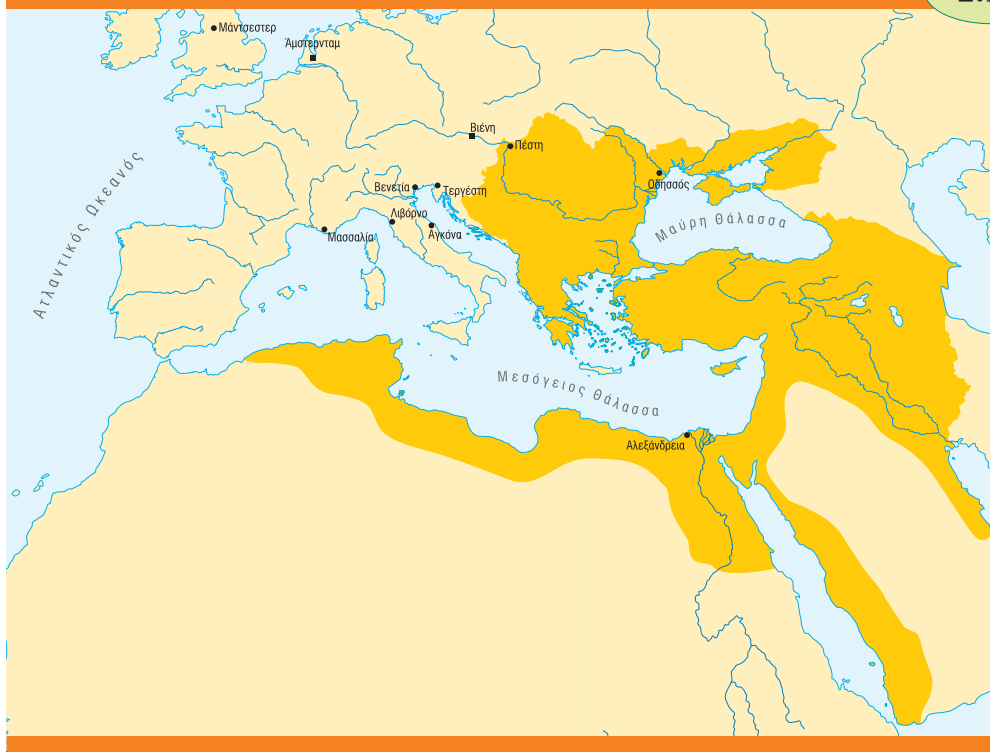 Μάντσεστερ
Άμστερνταμ
Βιένη
Πέστη
Οδησσός
Βενετία
Τεργέστη
Λιβόρνο
Αγκόνα
Μασσαλία
Ατλαντικός Ωκεανός
Μαύρη Θάλασσα
Μεσόγειος Θάλασσα
Αλεξάνδρεια